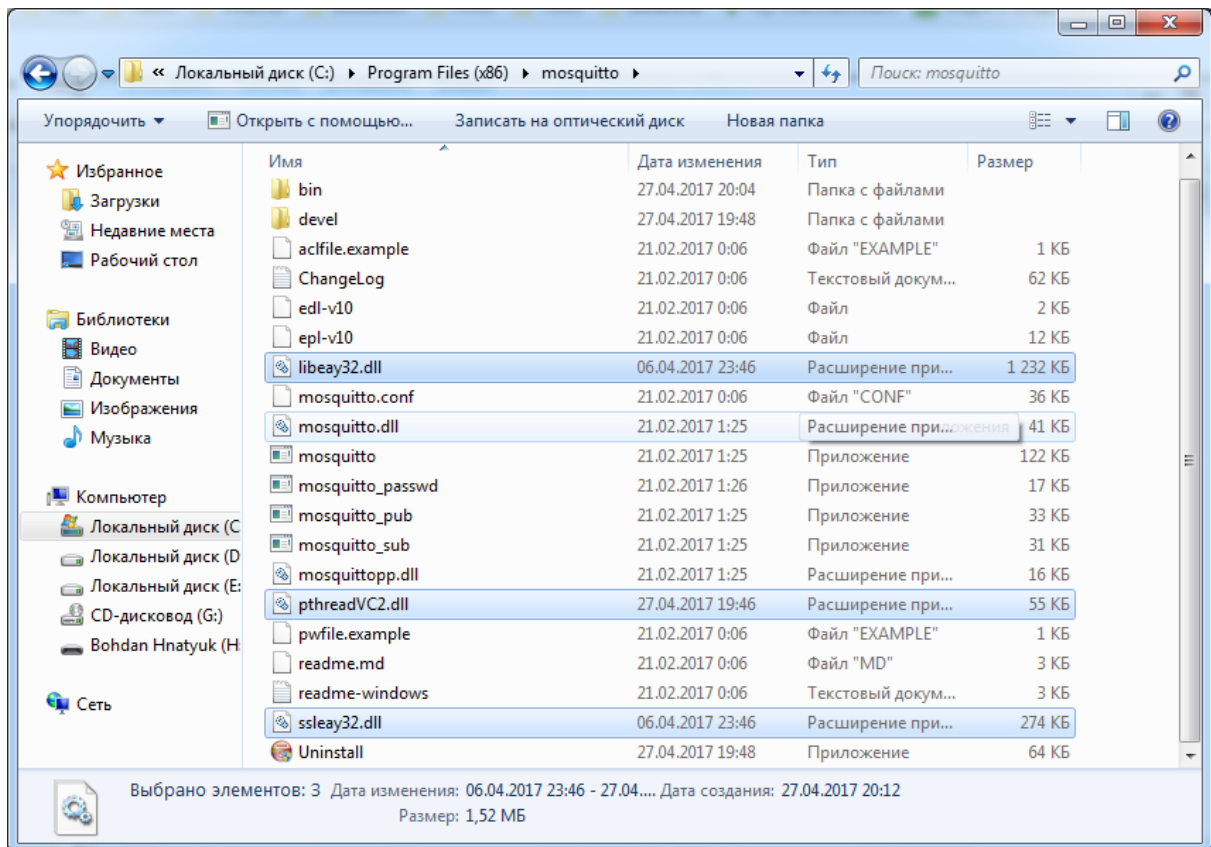 « Локальный диск (C:) Program Files (x86) mosquitto
Поиск: mosquitto
Упорядочить Открыть с помощью... Записать на оптический диск Новая папка
Избранное
Загрузки
Недавние места
Рабочий стол
Библиотеки
Видео
Документы
Изображения
Музыка
Компьютер
Локальный диск (C
Локальный диск (D
Локальный диск (E:
CD-дисковод (G:)
Bohdan Hnatyuk (H:
Сеть
Имя Дата изменения Тип Размер
bin 27.04.2017 20:04 Папка с файлами
devel 27.04.2017 19:48 Папка с файлами
aclfile.example 21.02.2017 0:06 Файл "EXAMPLE" 1 КБ
ChangeLog 21.02.2017 0:06 Текстовый докум... 62 КБ
edl-v10 21.02.2017 0:06 Файл 2 КБ
epl-v10 21.02.2017 0:06 Файл 12 КБ
libeay32.dll 06.04.2017 23:46 Расширение при... 1 232 КБ
mosquitto.conf 21.02.2017 0:06 Файл "CONF" 36 КБ
mosquitto.dll 21.02.2017 1:25 Расширение при... 41 КБ
mosquitto 21.02.2017 1:25 Приложение 122 КБ
mosquitto_passwd 21.02.2017 1:26 Приложение 17 КБ
mosquitto_pub 21.02.2017 1:25 Приложение 33 КБ
mosquitto_sub 21.02.2017 1:25 Приложение 31 КБ
mosquittopp.dll 21.02.2017 1:25 Расширение при... 16 КБ
pthreadVC2.dll 27.04.2017 19:46 Расширение при... 55 КБ
pwfile.example 21.02.2017 0:06 Файл "EXAMPLE" 1 КБ
readme.md 21.02.2017 0:06 Файл "MD" 3 КБ
readme-windows 21.02.2017 0:06 Текстовый докум... 3 КБ
ssleay32.dll 06.04.2017 23:46 Расширение при... 274 КБ
Uninstall 27.04.2017 19:48 Приложение 64 КБ
Выбрано элементов: 3 Дата изменения: 06.04.2017 23:46 - 27.04.... Дата создания: 27.04.2017 20:12
Размер: 1,52 МБ